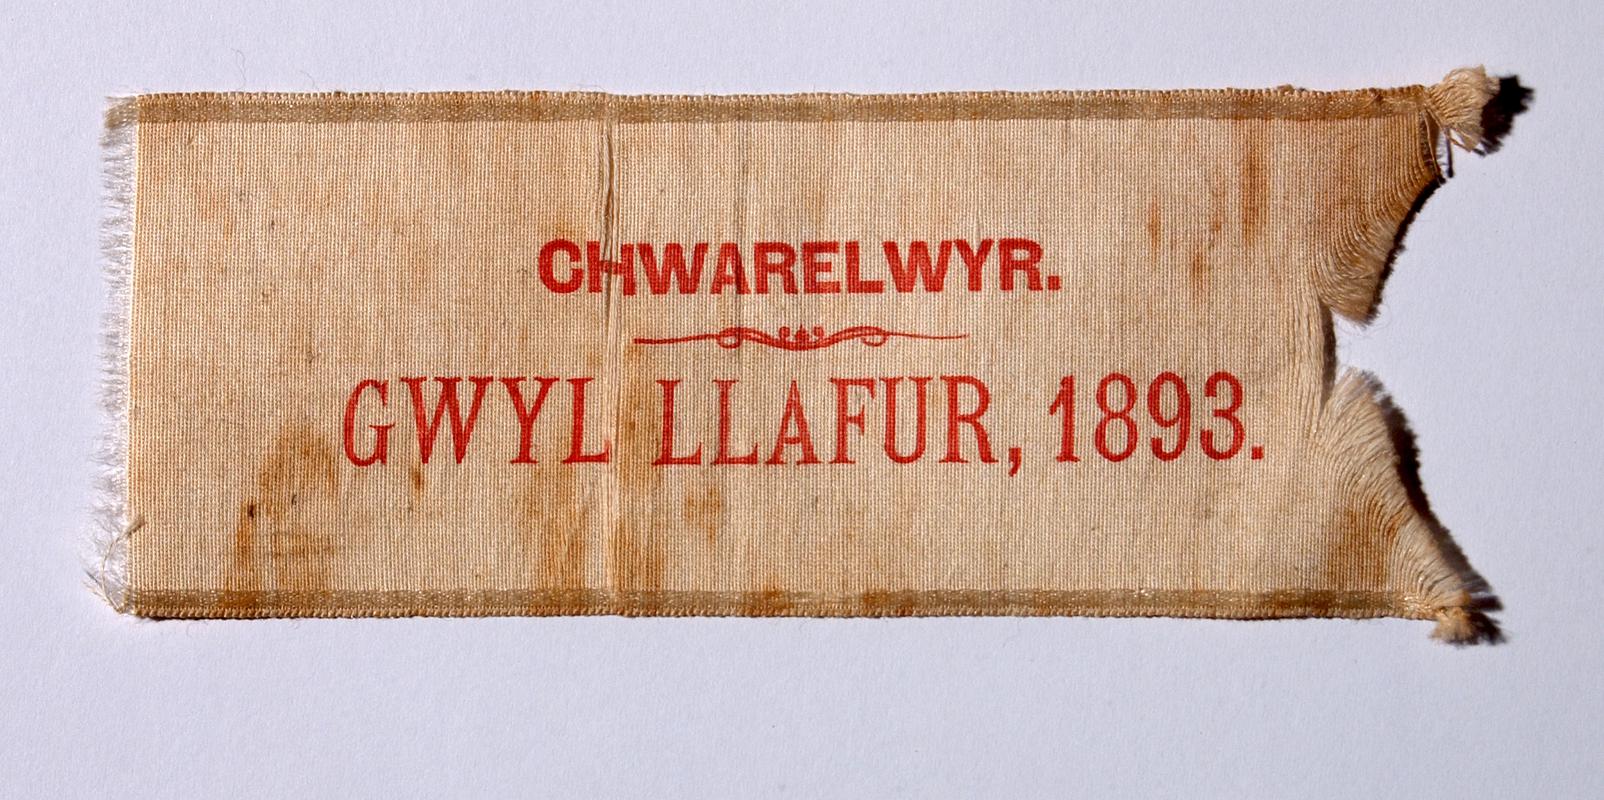 CHWARELWYR.
GWYL LLAFUR, 1893.